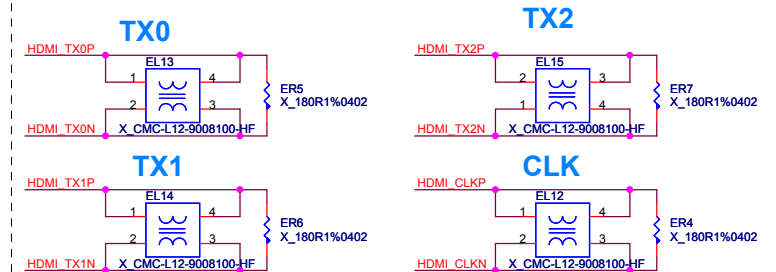 TX0
HDMI_TX0P
EL13
1
4
2
3
ER5
X_180R1%0402
HDMI_TX0N
X_CMC-L12-9008100-HF
TX2
HDMI_TX2P
EL15
2
3
1
4
ER7
X_180R1%0402
HDMI_TX2N
X_CMC-L12-9008100-HF
TX1
HDMI_TX1P
EL14
1
4
2
3
ER6
X_180R1%0402
HDMI_TX1N
X_CMC-L12-9008100-HF
CLK
HDMI_CLKP
EL12
1
4
2
3
ER4
X_180R1%0402
HDMI_CLKN
X_CMC-L12-9008100-HF